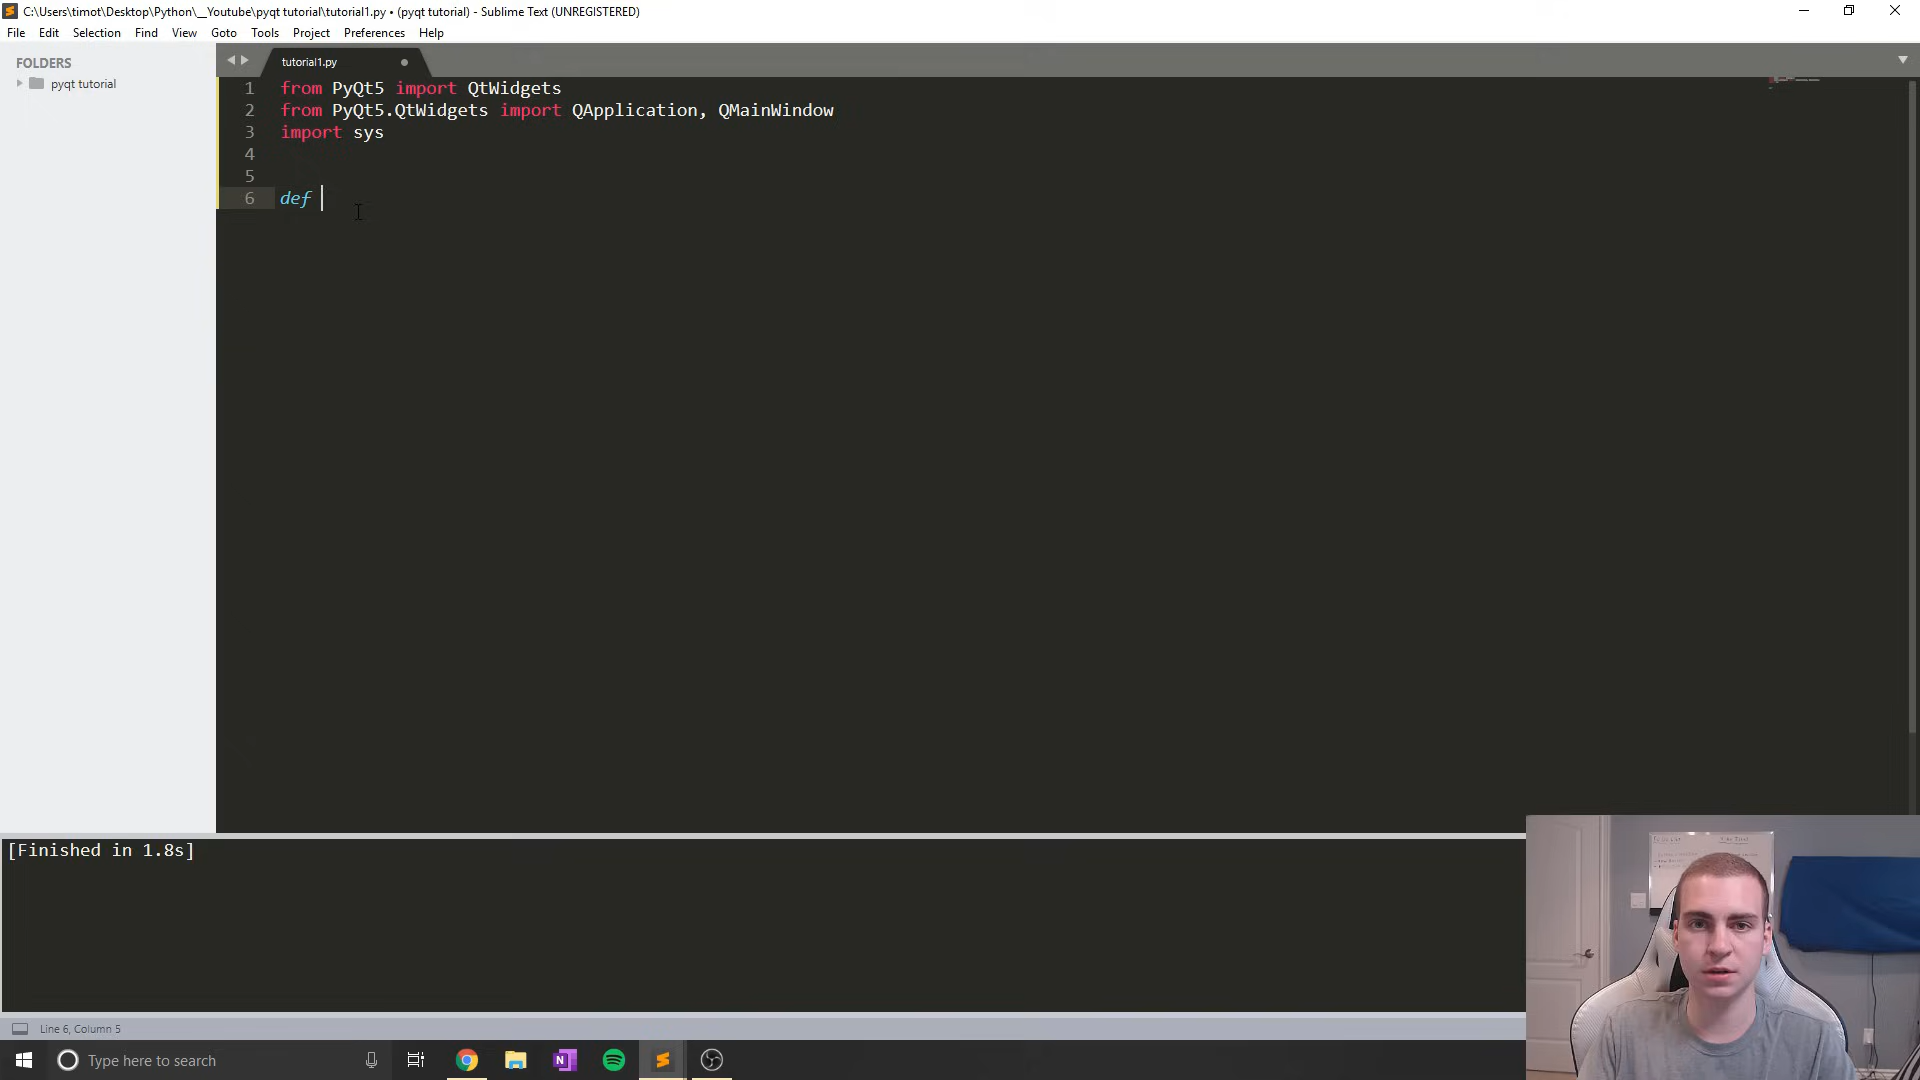 C:\Users\timot\Desktop\Python\__Youtube\pyqt tutorial\tutorial1.py • (pyqt tutorial) - Sublime Text (UNREGISTERED)
File Edit Selection Find View Goto Tools Project Preferences Help
FOLDERS
pyqt tutorial
tutorial1.py
1 from PyQt5 import QtWidgets
2 from PyQt5.QtWidgets import QApplication, QMainWindow
3 import sys
4
5
6 def
[Finished in 1.8s]
Line 6, Column 5
Type here to search